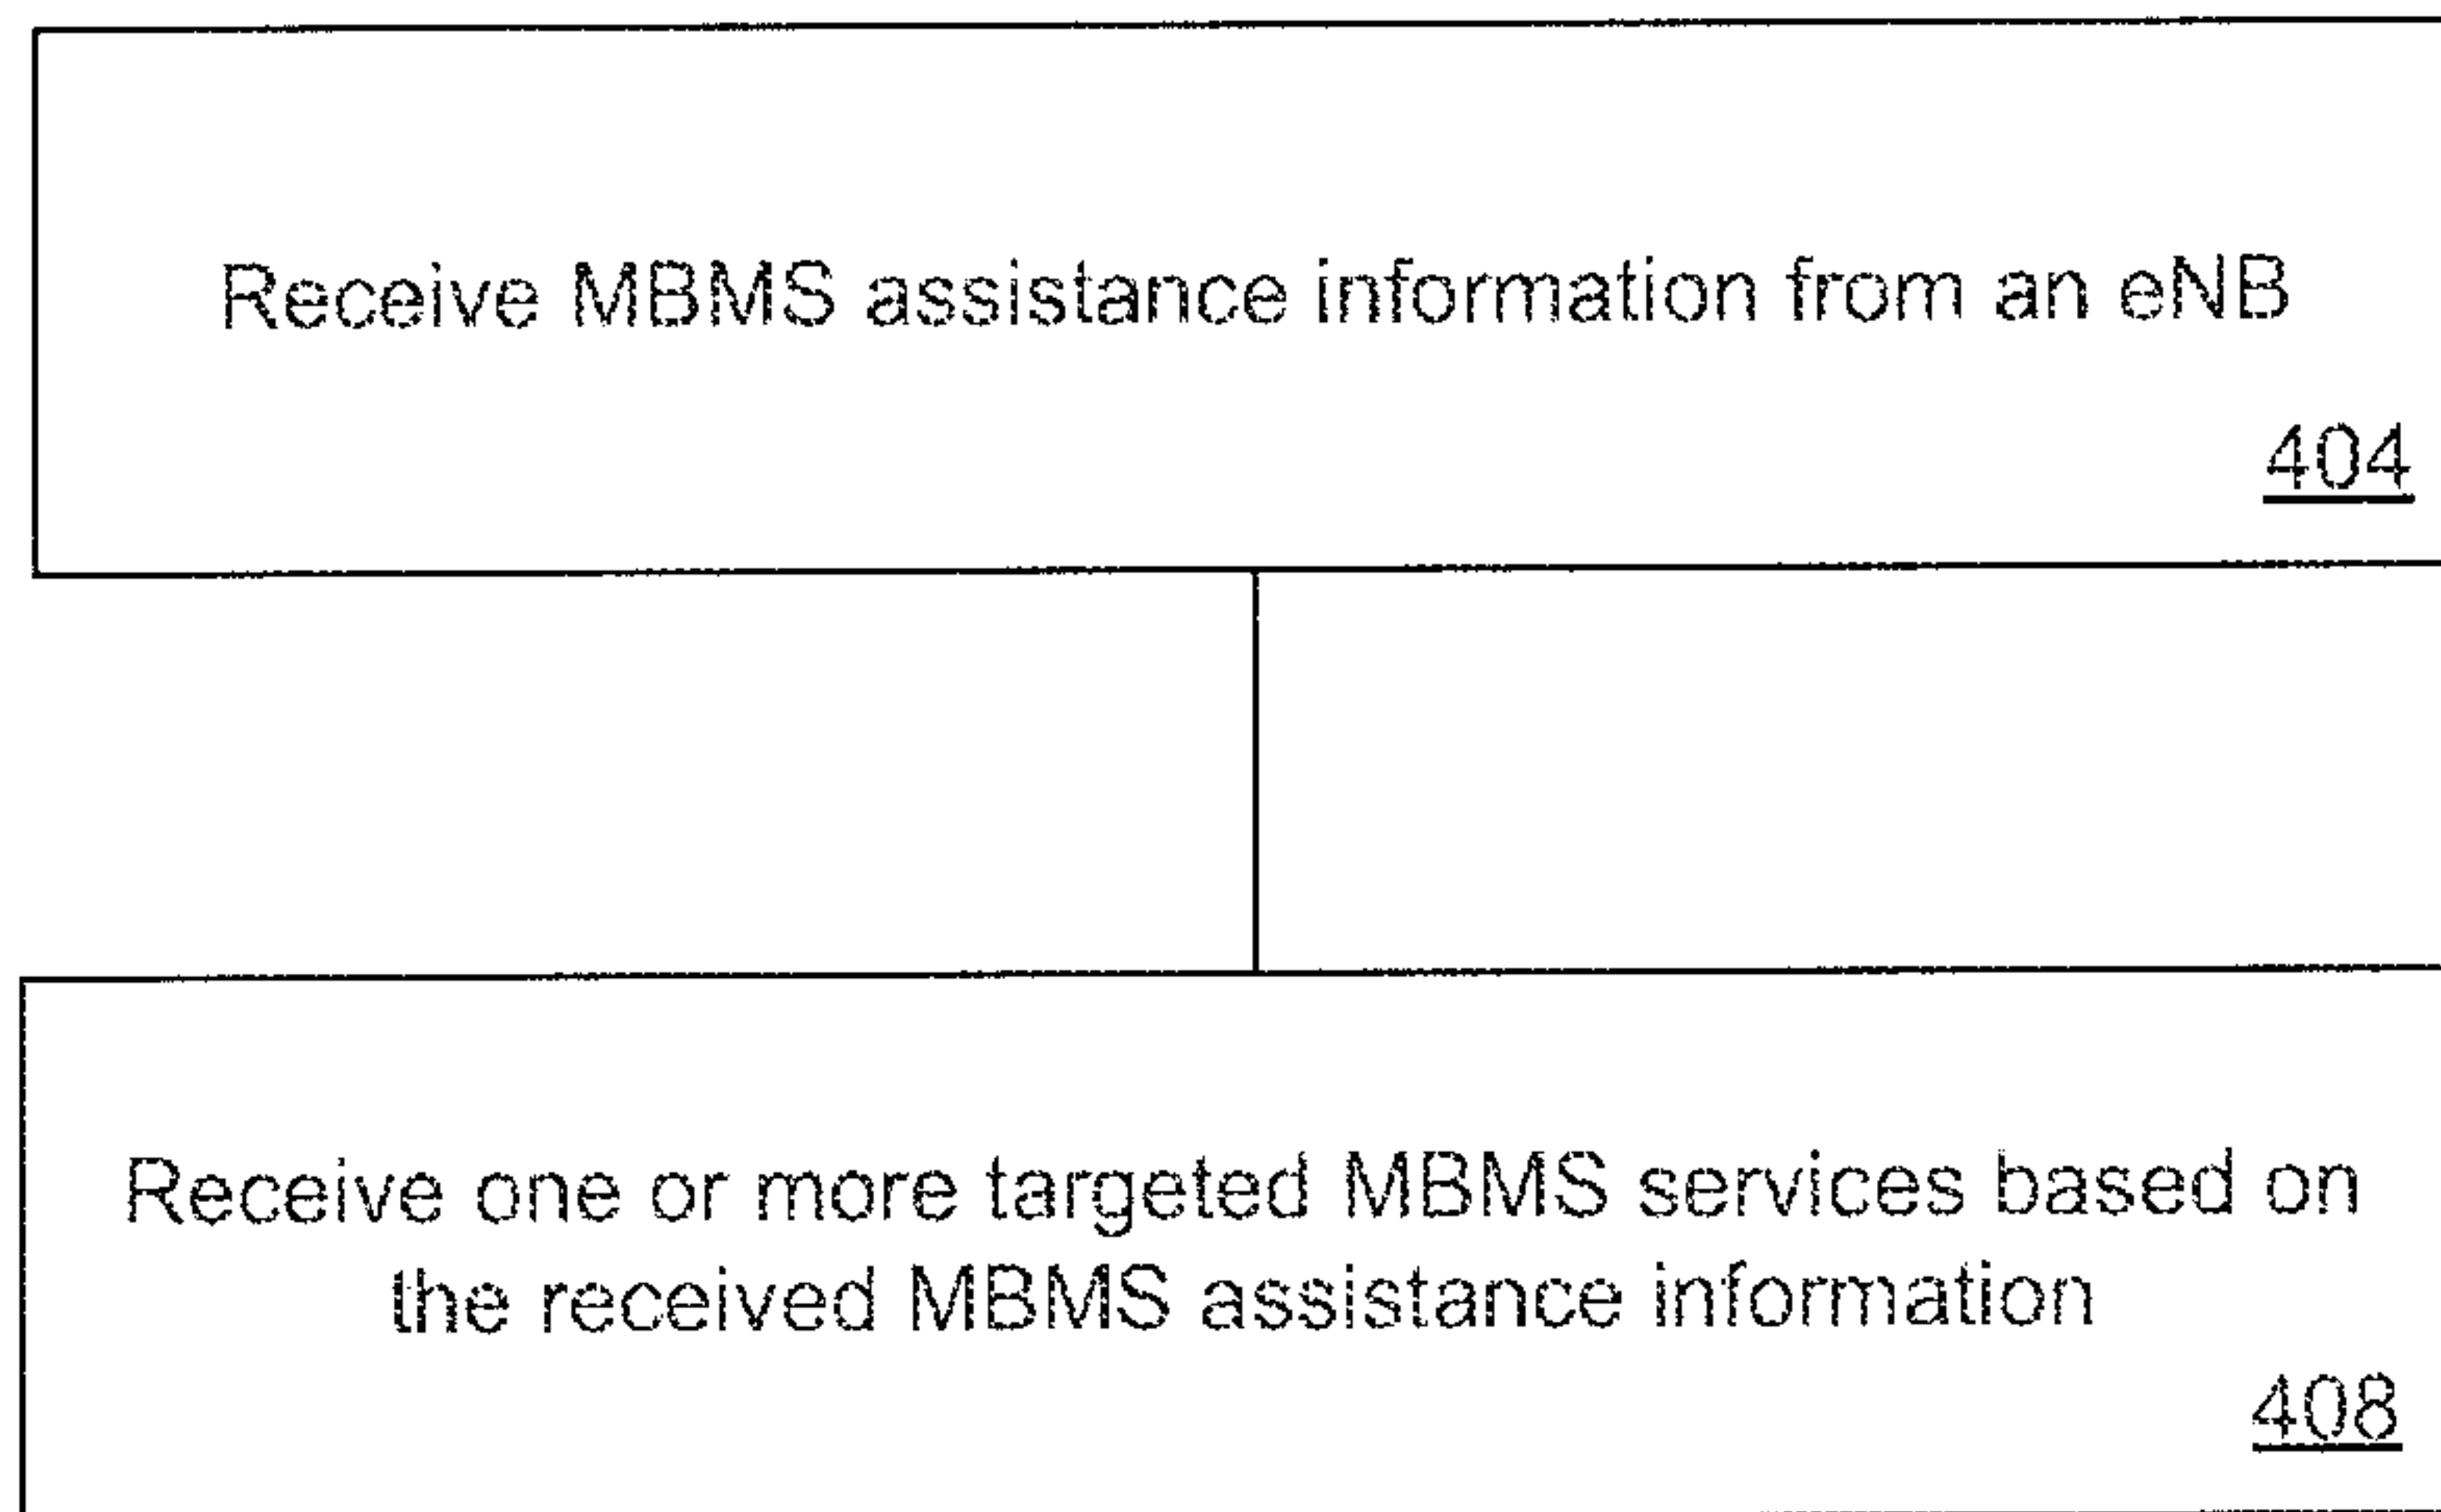 Receive MBMS assistance information from an eNB
404
Receive one or more targeted MBMS services based on
the received MBMS assistance information
408